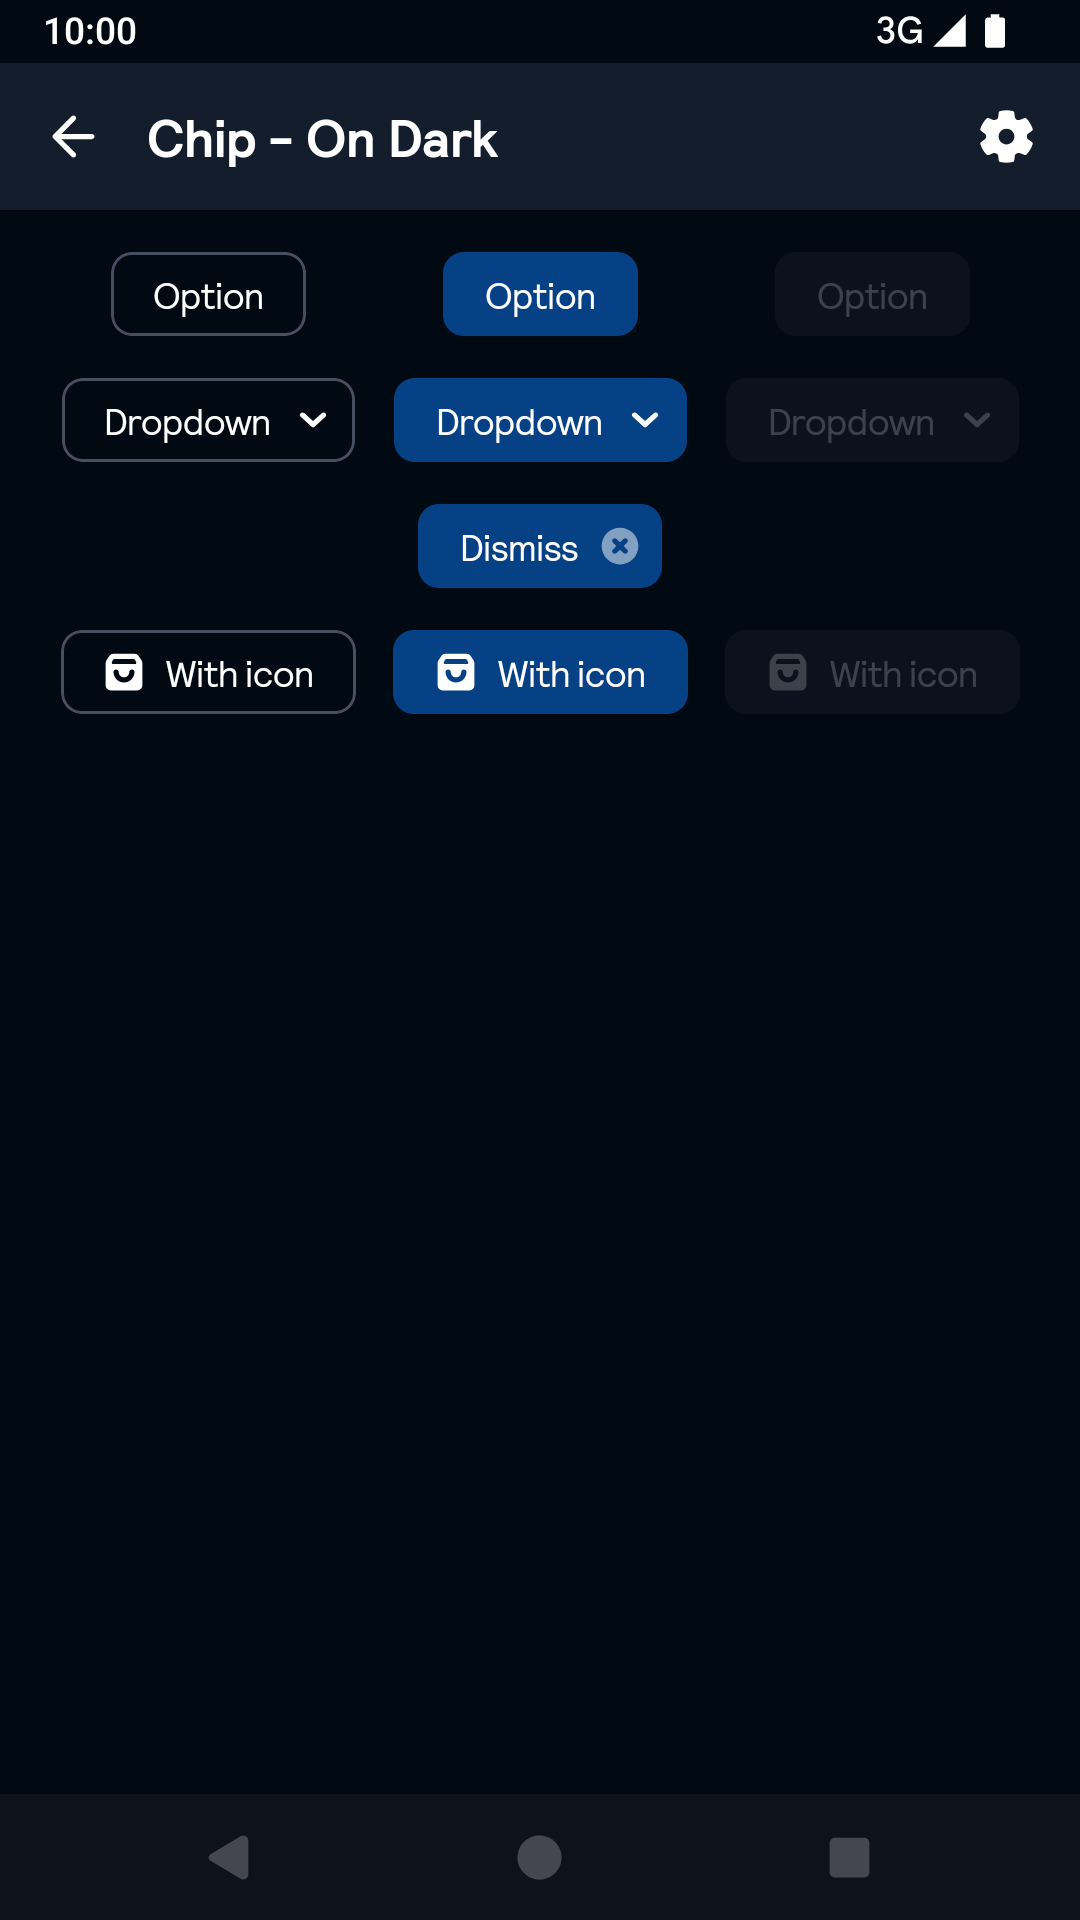 10:00 3G
Chip - On Dark
Option Option Option
Dropdown Dropdown Dropdown
Dismiss
With icon With icon With icon